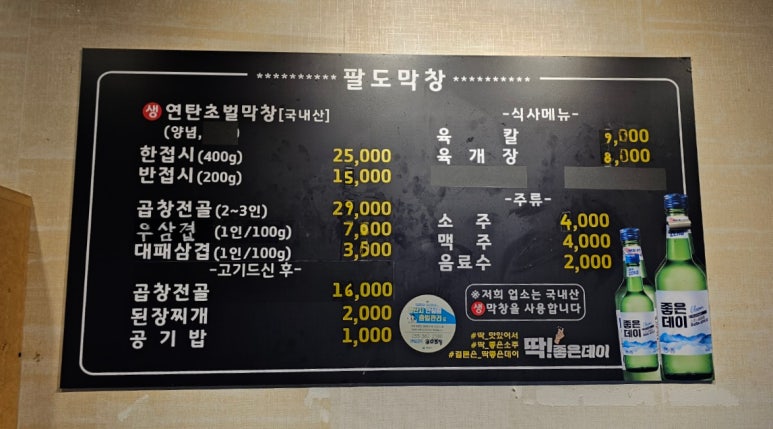 **********팔도막창**********
생 연탄초벌막창[국내산]
(양념,
한접시(400g) 25,000
반접시(200g) 15,000
곱창전골(2~3인) 29,000
우삼겹 (1인/100g) 7,900
대패삼겹(1인/100g) 3,500
-고기드신 후-
곱창전골 16,000
된장찌개 2,000
공기밥 1,000
-식사메뉴-
육칼 9,000
육개장 8,000
-주류-
소주 4,000
맥주 4,000
음료수 2,000
※저희 업소는 국내산
생 막창을 사용합니다
#딱_맛있어서
#딱_좋은소주
#걸믄은_딱좋은데이
딱!좋은데이
좋은
데이
좋은
데이